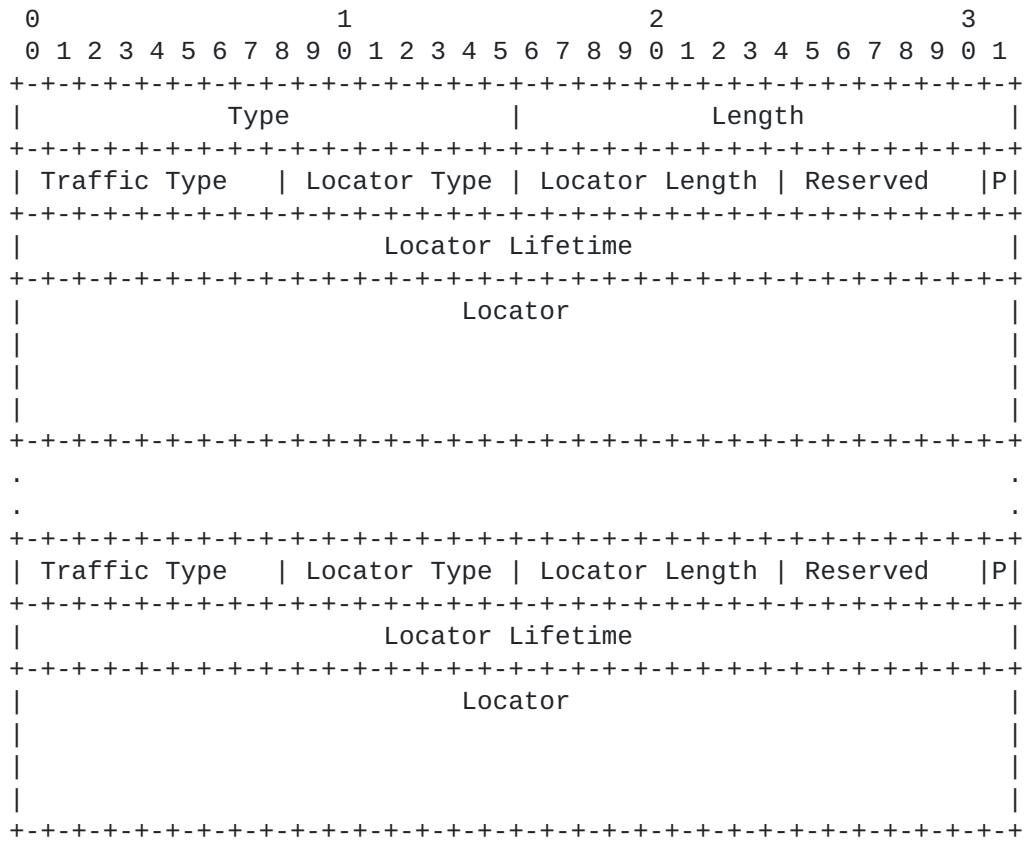 0                   1                   2                   3
 0 1 2 3 4 5 6 7 8 9 0 1 2 3 4 5 6 7 8 9 0 1 2 3 4 5 6 7 8 9 0 1
+-+-+-+-+-+-+-+-+-+-+-+-+-+-+-+-+-+-+-+-+-+-+-+-+-+-+-+-+-+-+-+-+
|             Type              |            Length             |
+-+-+-+-+-+-+-+-+-+-+-+-+-+-+-+-+-+-+-+-+-+-+-+-+-+-+-+-+-+-+-+-+
| Traffic Type   | Locator Type | Locator Length | Reserved   |P|
+-+-+-+-+-+-+-+-+-+-+-+-+-+-+-+-+-+-+-+-+-+-+-+-+-+-+-+-+-+-+-+-+
|                       Locator Lifetime                        |
+-+-+-+-+-+-+-+-+-+-+-+-+-+-+-+-+-+-+-+-+-+-+-+-+-+-+-+-+-+-+-+-+
|                            Locator                            |
|                                                               |
|                                                               |
|                                                               |
+-+-+-+-+-+-+-+-+-+-+-+-+-+-+-+-+-+-+-+-+-+-+-+-+-+-+-+-+-+-+-+-+
.                                                               .
.                                                               .
+-+-+-+-+-+-+-+-+-+-+-+-+-+-+-+-+-+-+-+-+-+-+-+-+-+-+-+-+-+-+-+-+
| Traffic Type   | Locator Type | Locator Length | Reserved   |P|
+-+-+-+-+-+-+-+-+-+-+-+-+-+-+-+-+-+-+-+-+-+-+-+-+-+-+-+-+-+-+-+-+
|                       Locator Lifetime                        |
+-+-+-+-+-+-+-+-+-+-+-+-+-+-+-+-+-+-+-+-+-+-+-+-+-+-+-+-+-+-+-+-+
|                            Locator                            |
|                                                               |
|                                                               |
|                                                               |
+-+-+-+-+-+-+-+-+-+-+-+-+-+-+-+-+-+-+-+-+-+-+-+-+-+-+-+-+-+-+-+-+